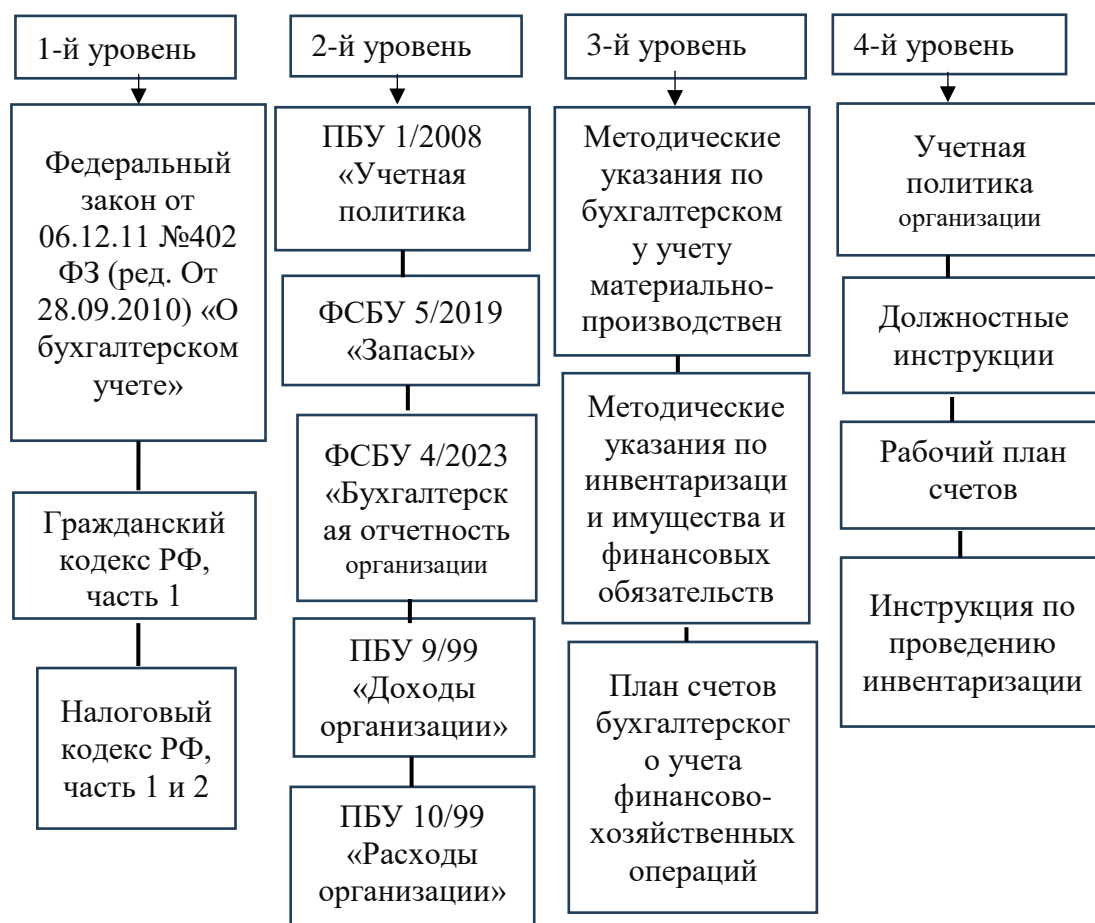 1-й уровень
Федеральный
закон от
06.12.11 №402
ФЗ (ред. От
28.09.2010) «О
бухгалтерском
учете»
Гражданский
кодекс РФ,
часть 1
Налоговый
кодекс РФ,
часть 1 и 2
2-й уровень
ПБУ 1/2008
«Учетная
политика
ФСБУ 5/2019
«Запасы»
ФСБУ 4/2023
«Бухгалтерск
ая отчетность
организации
ПБУ 9/99
«Доходы
организации»
ПБУ 10/99
«Расходы
организации»
3-й уровень
Методические
указания по
бухгалтерском
у учету
материально-
производствен
Методические
указания по
инвентаризаци
и имущества и
финансовых
обязательств
План счетов
бухгалтерског
о учета
финансово-
хозяйственных
операций
4-й уровень
Учетная
политика
организации
Должностные
инструкции
Рабочий план
счетов
Инструкция по
проведению
инвентаризации